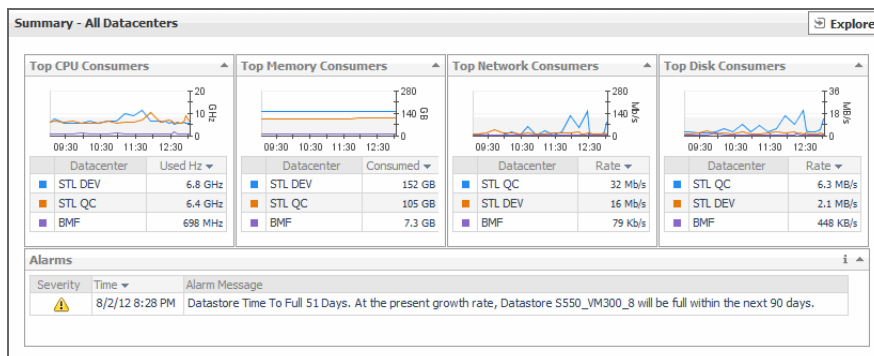 Summary - All Datacenters Explore
Top CPU Consumers
20
10
0
GHz
09:30 10:30 11:30 12:30
Datacenter Used Hz
STL DEV 6.8 GHz
STL QC 6.4 GHz
BMF 698 MHz
Top Memory Consumers
280
140
0
GB
09:30 10:30 11:30 12:30
Datacenter Consumed
STL DEV 152 GB
STL QC 105 GB
BMF 7.3 GB
Top Network Consumers
280
140
0
Mb/s
09:30 10:30 11:30 12:30
Datacenter Rate
STL QC 32 Mb/s
STL DEV 16 Mb/s
BMF 79 Kb/s
Top Disk Consumers
36
18
0
MB/s
09:30 10:30 11:30 12:30
Datacenter Rate
STL QC 6.3 MB/s
STL DEV 2.1 MB/s
BMF 448 KB/s
Alarms i
Severity Time Alarm Message
8/2/12 8:28 PM Datastore Time To Full 51 Days. At the present growth rate, Datastore S550_VM300_8 will be full within the next 90 days.